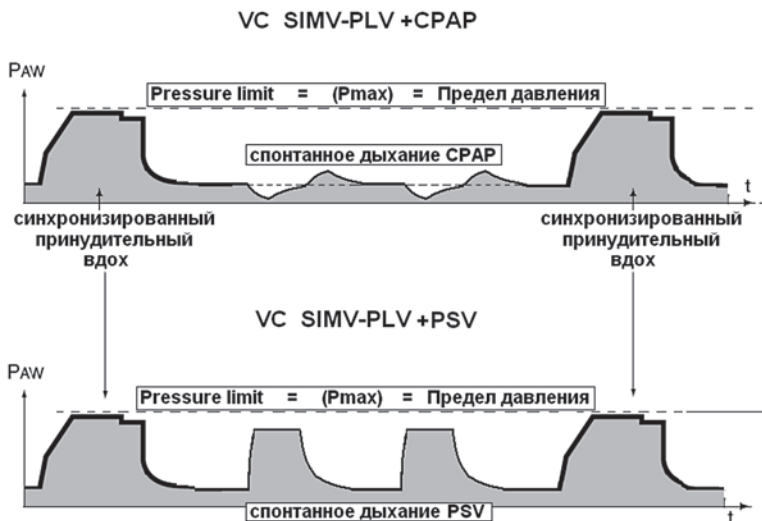 VC SIMV-PLV +CPAP
PAW
Pressure limit = (Pmax) = Предел давления
спонтанное дыхание CPAP
t
синхронизированный
принудительный
вдох
синхронизированный
принудительный
вдох
VC SIMV-PLV +PSV
PAW
Pressure limit = (Pmax) = Предел давления
спонтанное дыхание PSV
t